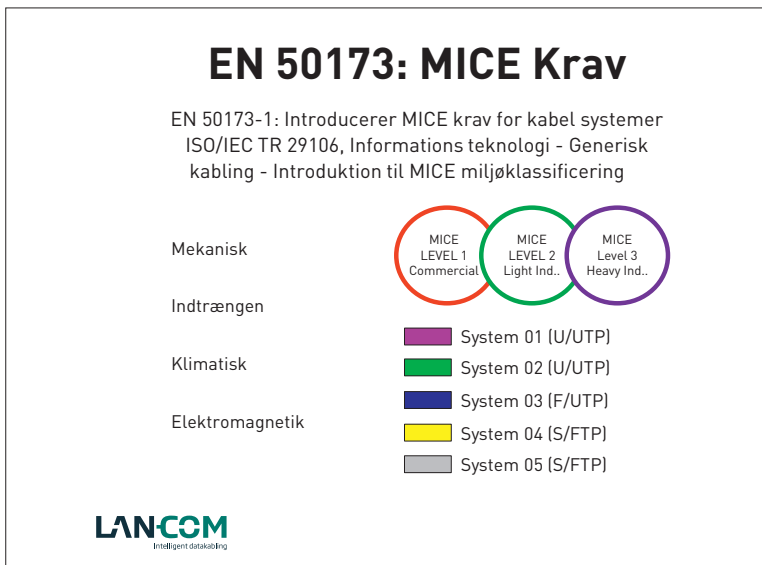 EN 50173: MICE Krav
EN 50173-1: Introducerer MICE krav for kabel systemer
ISO/IEC TR 29106, Informations teknologi - Generisk
kabling - Introduktion til MICE miljøklassificering
Mekanisk
Indtrængen
Klimatisk
Elektromagnetik
MICE
LEVEL 1
Commercial
MICE
LEVEL 2
Light Ind..
MICE
Level 3
Heavy Ind..
System 01 (U/UTP)
System 02 (U/UTP)
System 03 (F/UTP)
System 04 (S/FTP)
System 05 (S/FTP)
LAN-COM
Intelligent datakabling